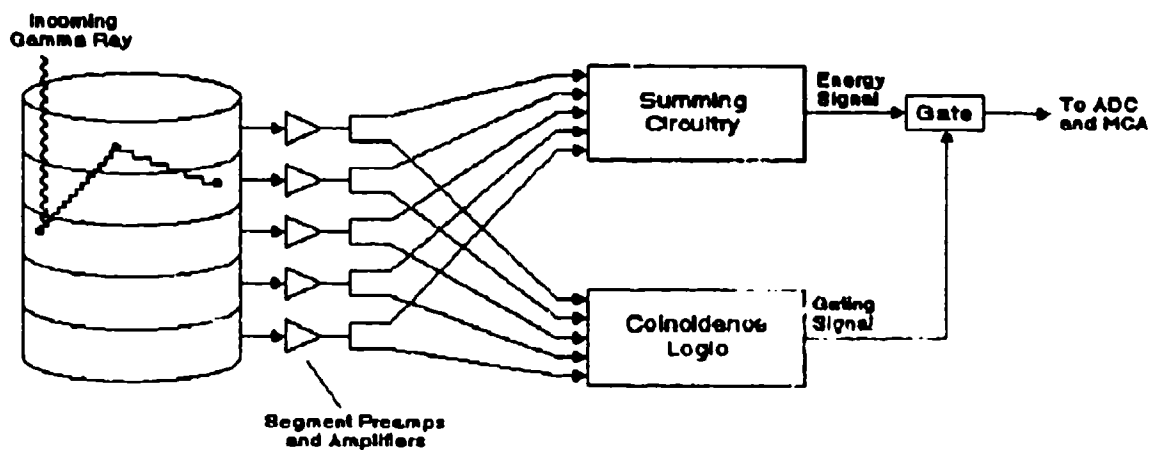 Incoming
Gamma Ray
Summing
Circuitry
Energy
Signal
Gate
To ADC
and MCA
Coincidence
Logic
Gating
Signal
Segment Preamps
and Amplifiers